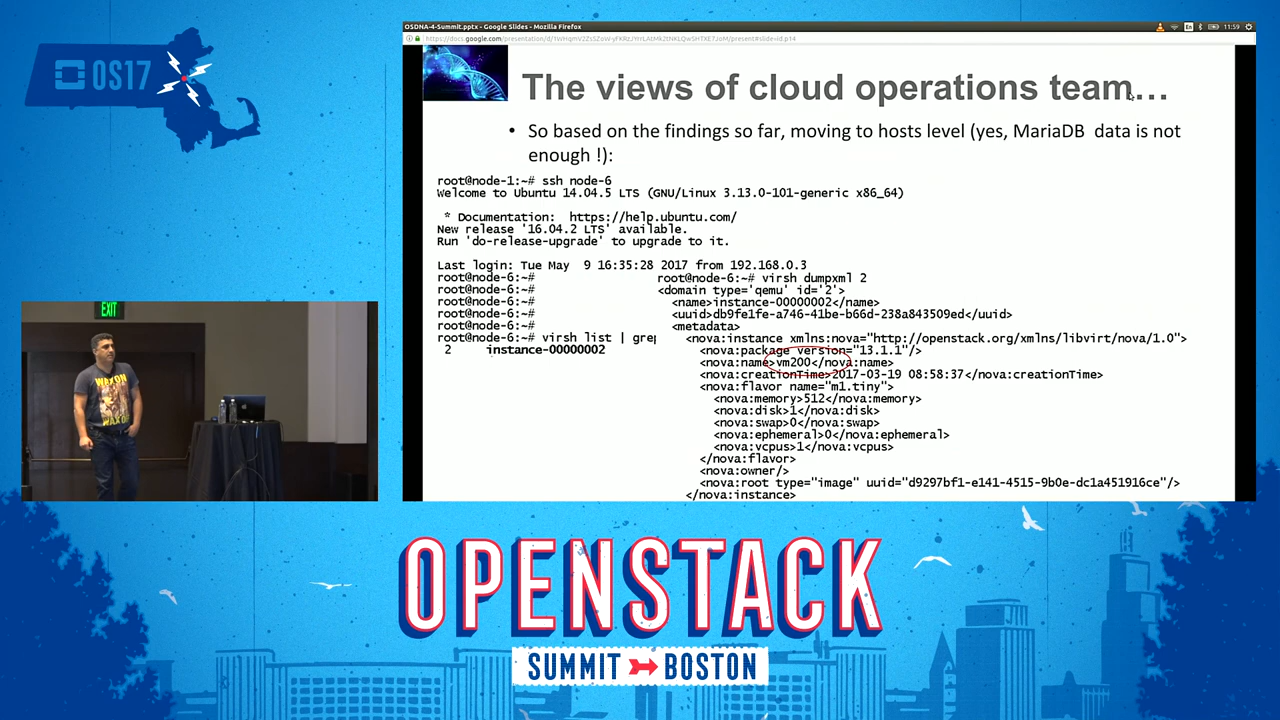 OS17
OSDNA-4-Summit.pptx - Google Slides - Mozilla Firefox
En
11:59
The views of cloud operations team...
• So based on the findings so far, moving to hosts level (yes, MariaDB data is not
enough !):
root@node-1:~# ssh node-6
Welcome to Ubuntu 14.04.5 LTS (GNU/Linux 3.13.0-101-generic x86_64)
* Documentation: https://help.ubuntu.com/
New release '16.04.2 LTS' available.
Run 'do-release-upgrade' to upgrade to it.
Last login: Tue May 9 16:35:28 2017 from 192.168.0.3
root@node-6:~#
root@node-6:~#
root@node-6:~#
root@node-6:~#
root@node-6:~#
root@node-6:~# virsh list | grep
2 instance-00000002
root@node-6:~# virsh dumpxml 2
<domain type='qemu' id='2'>
<name>instance-00000002</name>
<uuid>db9fe1fe-a746-41be-b66d-238a843509ed</uuid>
<metadata>
<nova:instance xmlns:nova="http://openstack.org/xmlns/libvirt/nova/1.0">
<nova:package version="13.1.1"/>
<nova:name>vm200</nova:name>
<nova:creationTime>2017-03-19 08:58:37</nova:creationTime>
<nova:flavor name="m1.tiny">
<nova:memory>512</nova:memory>
<nova:disk>1</nova:disk>
<nova:swap>0</nova:swap>
<nova:ephemeral>0</nova:ephemeral>
<nova:vcpus>1</nova:vcpus>
</nova:flavor>
<nova:owner/>
<nova:root type="image" uuid="d9297bf1-e141-4515-9b0e-dc1a451916ce"/>
</nova:instance>
EXIT
WAXON
WAX
OPENSTACK
SUMMIT BOSTON